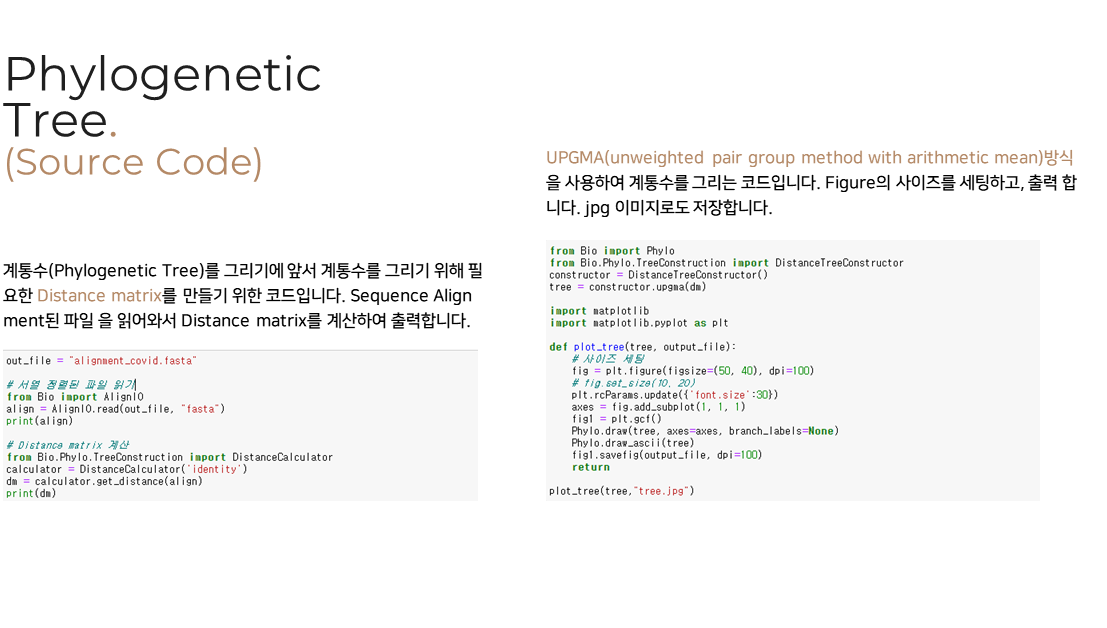 Phylogenetic
Tree.
(Source Code)
계통수(Phylogenetic Tree)를 그리기에 앞서 계통수를 그리기 위해 필
요한 Distance matrix를 만들기 위한 코드입니다. Sequence Align
ment된 파일 을 읽어와서 Distance matrix를 계산하여 출력합니다.
out_file = "alignment_covid.fasta"
# 서열 정렬된 파일 읽기
from Bio import AlignIO
align = AlignIO.read(out_file, "fasta")
print(align)
# Distance matrix 계산
from Bio.Phylo.TreeConstruction import DistanceCalculator
calculator = DistanceCalculator('identity')
dm = calculator.get_distance(align)
print(dm)
UPGMA(unweighted pair group method with arithmetic mean)방식
을 사용하여 계통수를 그리는 코드입니다. Figure의 사이즈를 세팅하고, 출력 합
니다. jpg 이미지로도 저장합니다.
from Bio import Phylo
from Bio.Phylo.TreeConstruction import DistanceTreeConstructor
constructor = DistanceTreeConstructor()
tree = constructor.upgma(dm)
import matplotlib
import matplotlib.pyplot as plt
def plot_tree(tree, output_file):
# 사이즈 세팅
fig = plt.figure(figsize=(50, 40), dpi=100)
# fig.set_size(10, 20)
plt.rcParams.update({'font.size':30})
axes = fig.add_subplot(1, 1, 1)
fig1 = plt.gcf()
Phylo.draw(tree, axes=axes, branch_labels=None)
Phylo.draw_ascii(tree)
fig1.savefig(output_file, dpi=100)
return
plot_tree(tree,"tree.jpg")